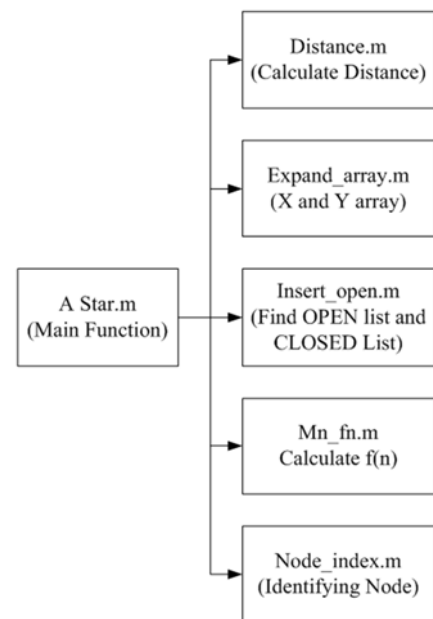 Distance.m
(Calculate Distance)
Expand_array.m
(X and Y array)
A Star.m
(Main Function)
Insert_open.m
(Find OPEN list and
CLOSED List)
Mn_fn.m
Calculate f(n)
Node_index.m
(Identifying Node)